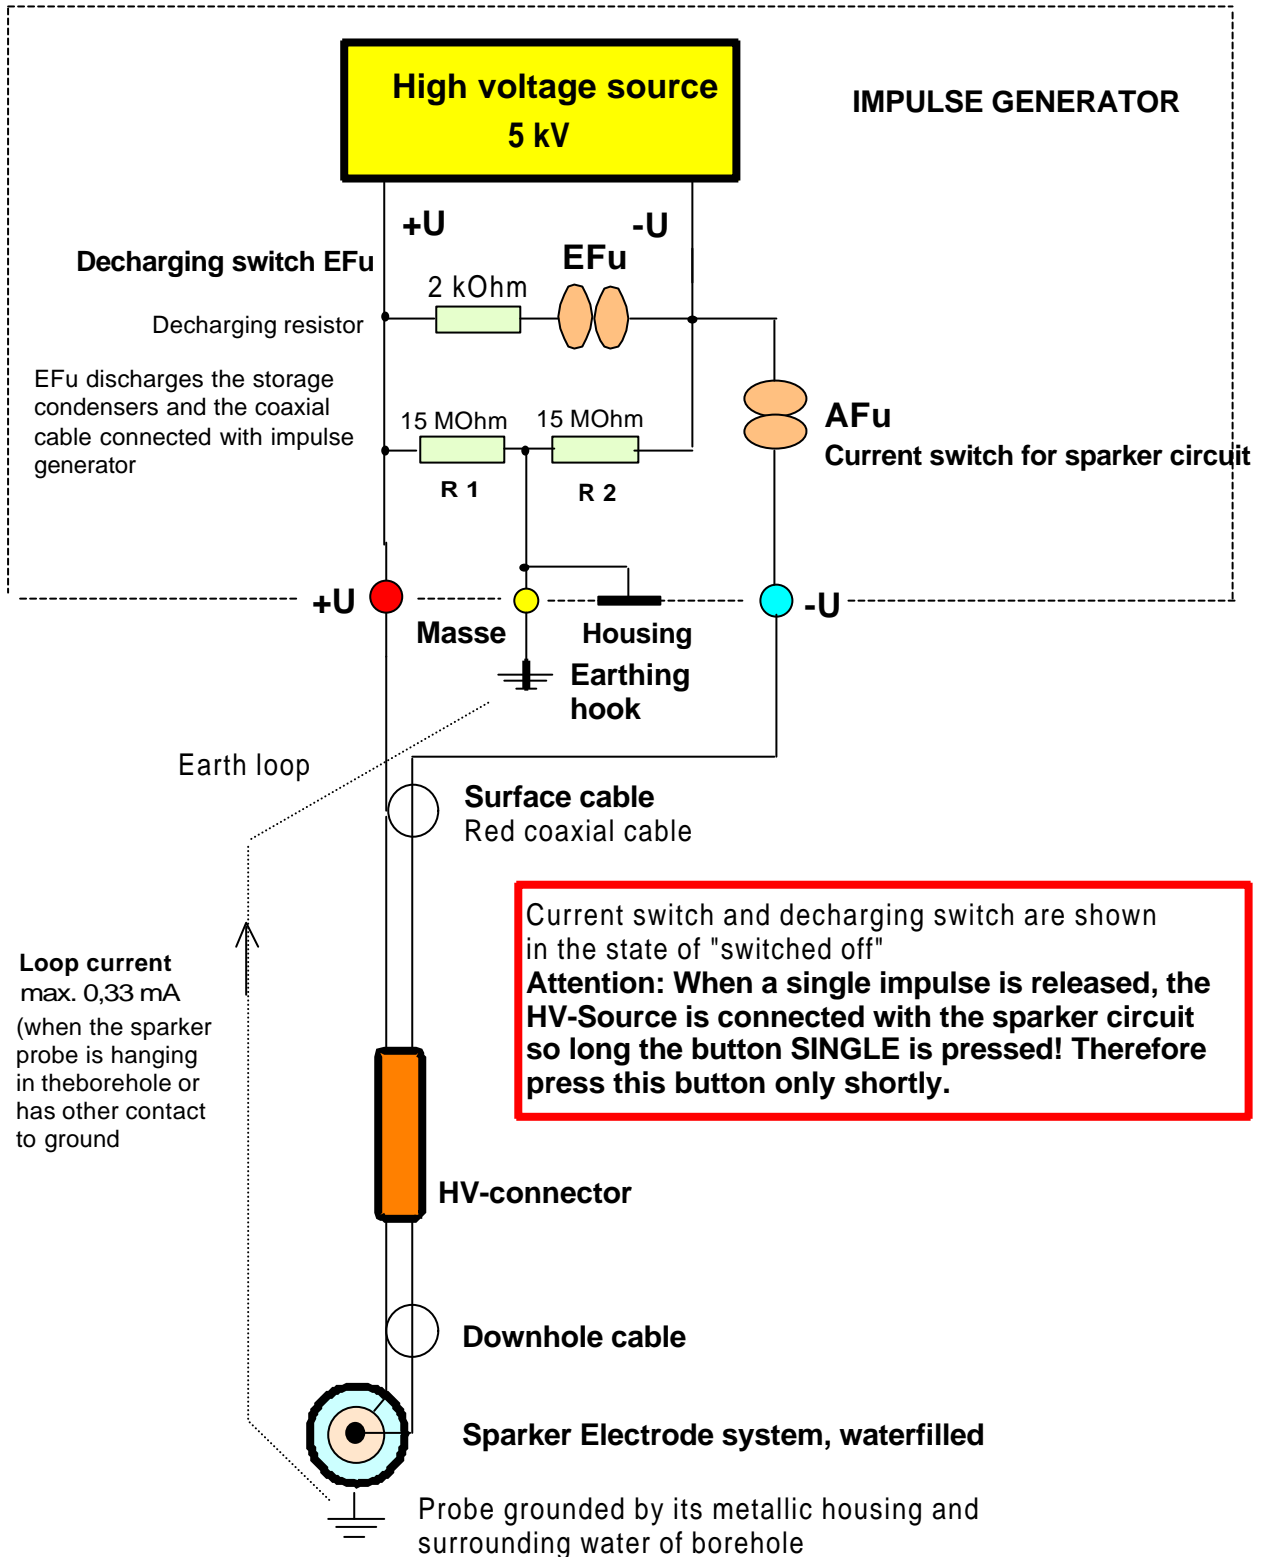 High voltage source
5 kV
IMPULSE GENERATOR
+U
-U
Decharging switch EFu
EFu
2 kOhm
Decharging resistor
EFu discharges the storage
condensers and the coaxial
cable connected with impulse
generator
15 MOhm
15 MOhm
R 1
R 2
AFu
Current switch for sparker circuit
+U
-U
Masse
Housing
Earthing
hook
Earth loop
Surface cable
Red coaxial cable
Current switch and decharging switch are shown
in the state of "switched off"
Attention: When a single impulse is released, the
HV-Source is connected with the sparker circuit
so long the button SINGLE is pressed! Therefore
press this button only shortly.
Loop current
max. 0,33 mA
(when the sparker
probe is hanging
in theborehole or
has other contact
to ground
HV-connector
Downhole cable
Sparker Electrode system, waterfilled
Probe grounded by its metallic housing and
surrounding water of borehole